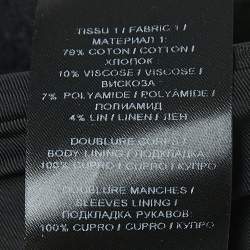 TISSU 1 / FABRIC 1 /
МАТЕРИАЛ 1:
79% COTON / COTTON /
ХЛОПОК
10% VISCOSE / VISCOSE /
ВИСКОЗА
7% POLYAMIDE / POLYAMIDE /
ПОЛИАМИД
4% LIN / LINEN / ЛЕН
DOUBLURE CORPS /
BODY LINING / ПОДКЛАДКА
100% CUPRO / CUPRO / КУПРО
DOUBLURE MANCHES /
SLEEVES LINING /
ПОДКЛАДКА РУКАВОВ:
100% CUPRO / CUPRO / КУПРО